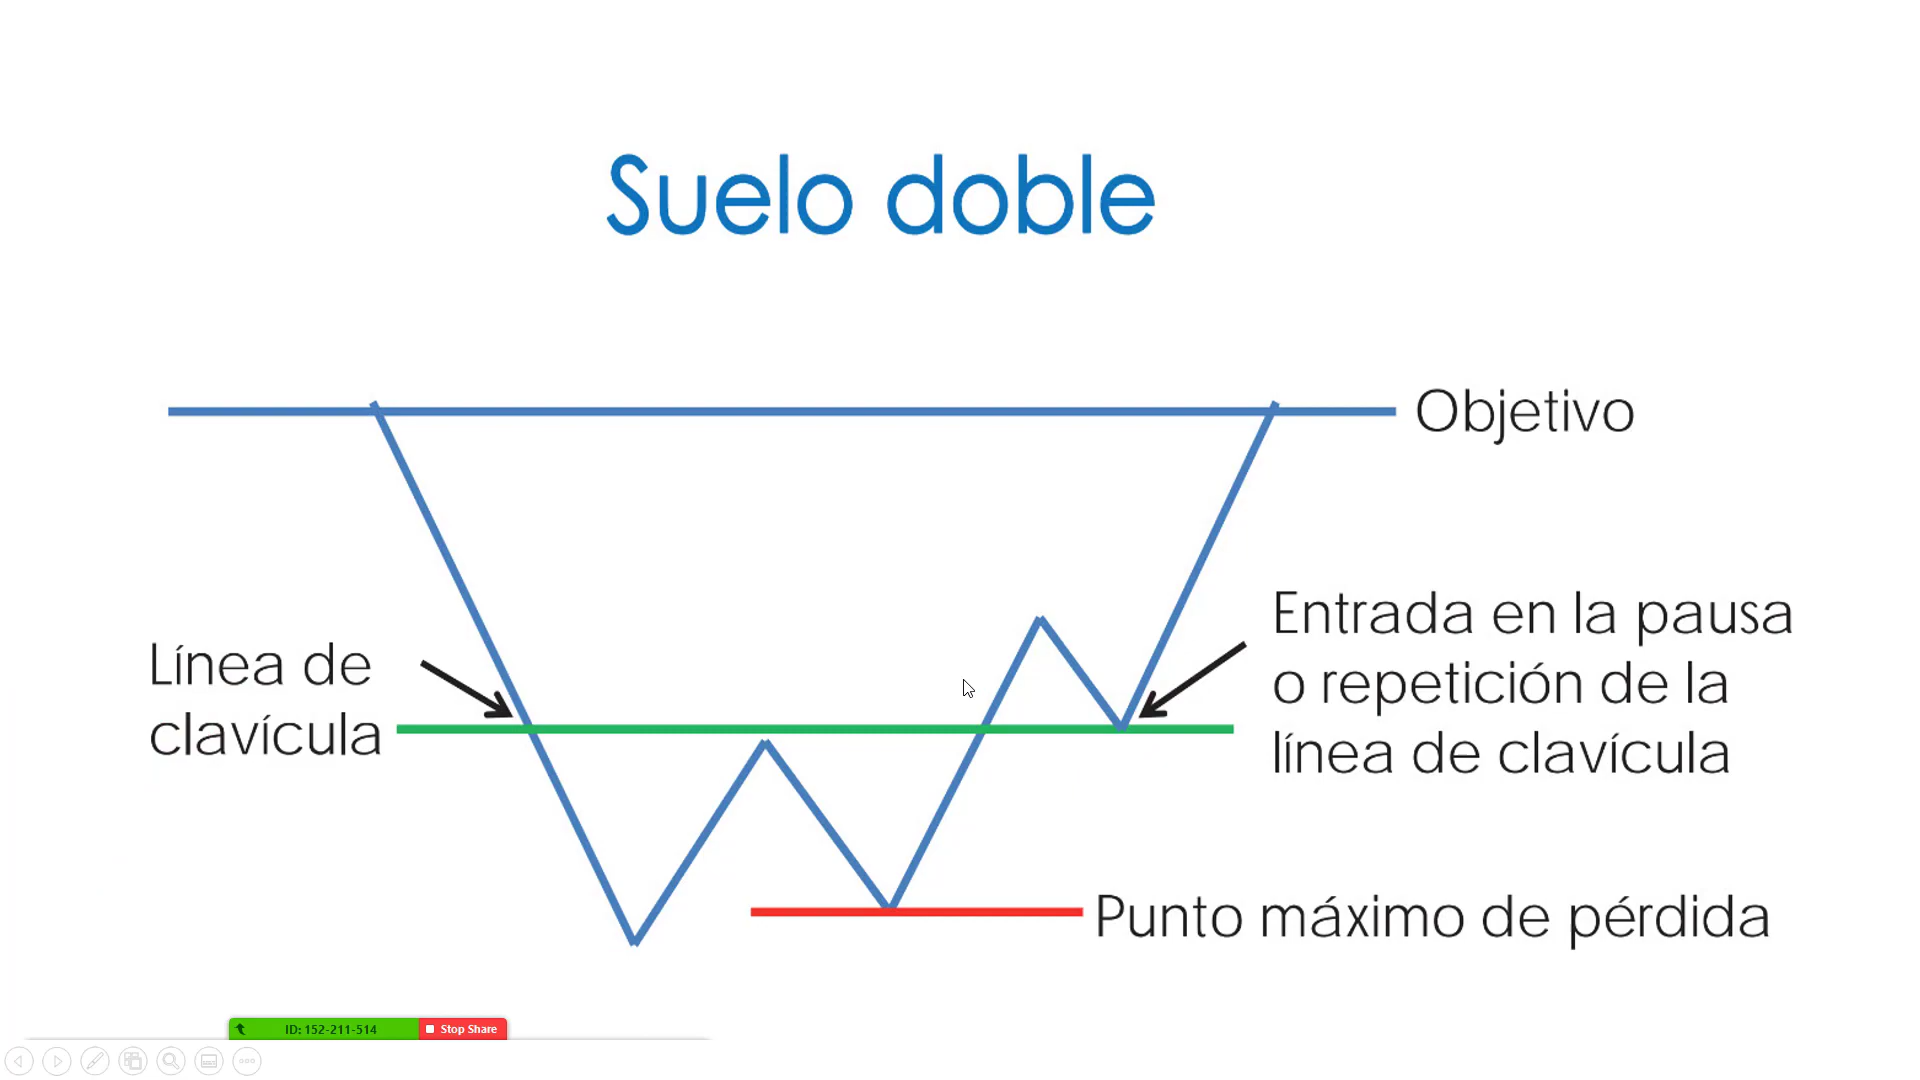 Suelo doble
Objetivo
Entrada en la pausa
o repetición de la
línea de clavícula
Línea de
clavícula
Punto máximo de pérdida
ID: 152-211-514
Stop Share